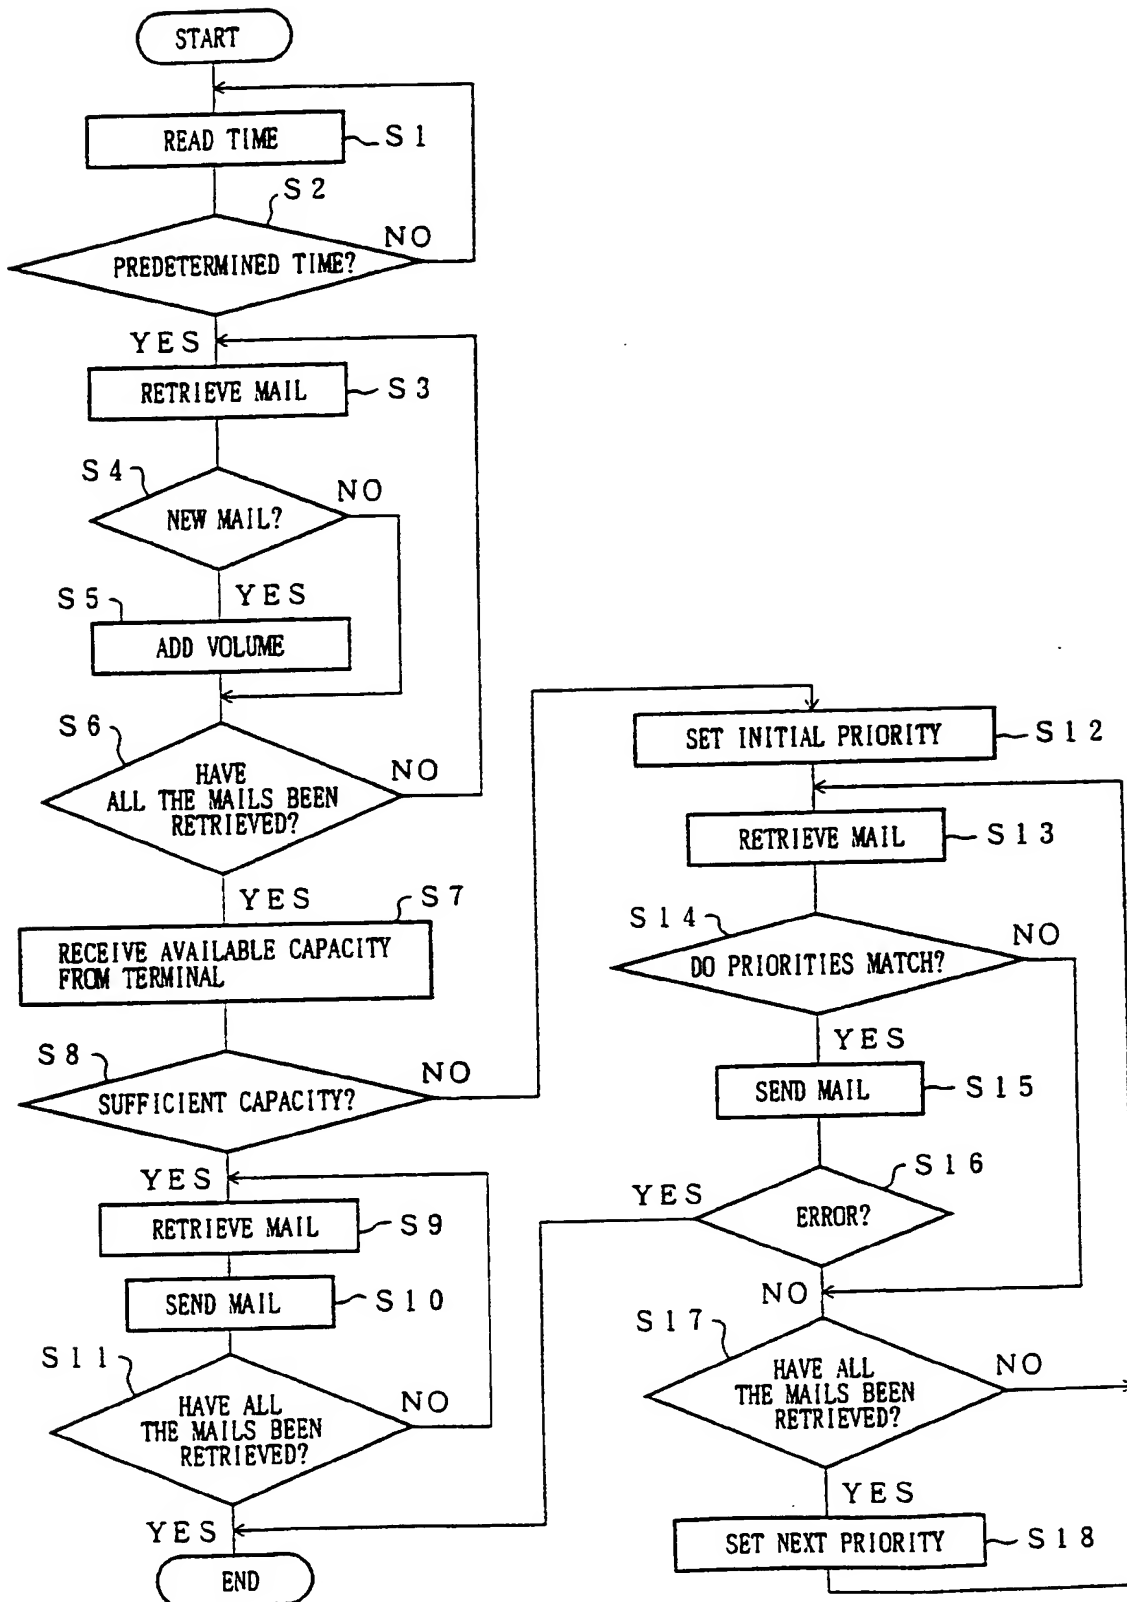 START
READ TIME
S1
S2
PREDETERMINED TIME?
NO
YES
RETRIEVE MAIL
S3
S4
NEW MAIL?
NO
YES
S5
ADD VOLUME
S6
HAVE
ALL THE MAILS BEEN
RETRIEVED?
NO
YES
S7
RECEIVE AVAILABLE CAPACITY
FROM TERMINAL
S8
SUFFICIENT CAPACITY?
NO
YES
RETRIEVE MAIL
S9
SEND MAIL
S10
S11
HAVE ALL
THE MAILS BEEN
RETRIEVED?
NO
YES
END
SET INITIAL PRIORITY
S12
RETRIEVE MAIL
S13
S14
DO PRIORITIES MATCH?
NO
YES
SEND MAIL
S15
S16
ERROR?
YES
NO
S17
HAVE ALL
THE MAILS BEEN
RETRIEVED?
NO
YES
SET NEXT PRIORITY
S18